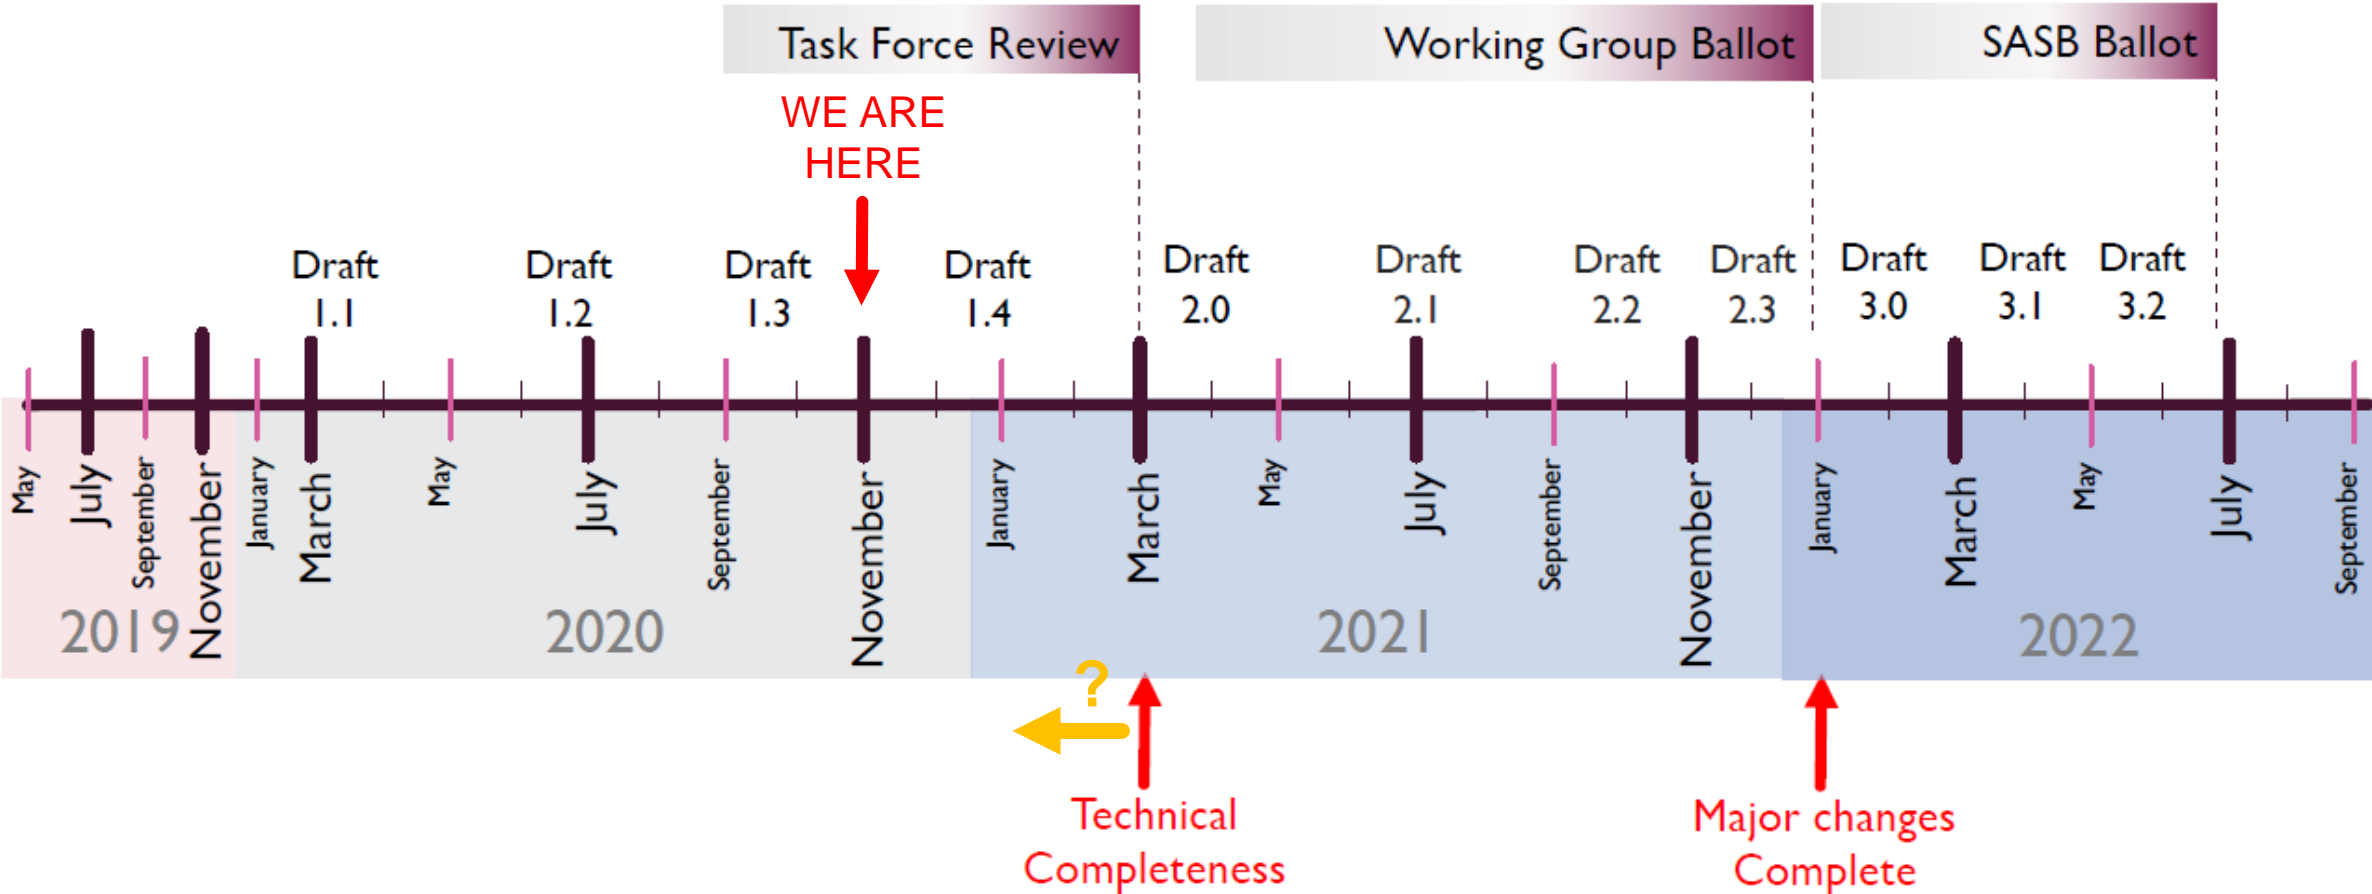 Task Force Review
Working Group Ballot
SASB Ballot
WE ARE
HERE
Draft
1.1
Draft
1.2
Draft
1.3
Draft
1.4
Draft
2.0
Draft
2.1
Draft
2.2
Draft
2.3
Draft
3.0
Draft
3.1
Draft
3.2
May
July
September
November
January
March
May
July
September
November
January
March
May
July
September
November
January
March
May
July
September
2019
2020
2021
2022
?
Technical
Completeness
Major changes
Complete